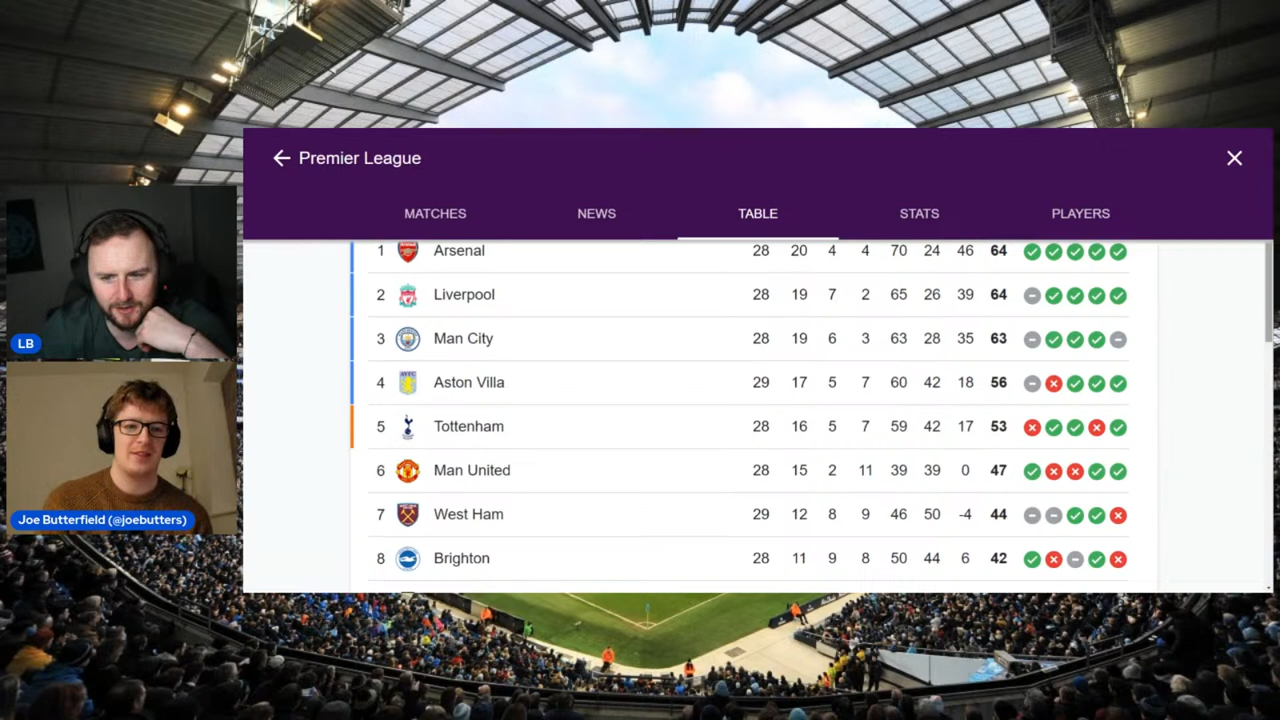 Premier League
MATCHES NEWS TABLE STATS PLAYERS
1 Arsenal 28 20 4 4 70 24 46 64
2 Liverpool 28 19 7 2 65 26 39 64
3 Man City 28 19 6 3 63 28 35 63
4 Aston Villa 29 17 5 7 60 42 18 56
5 Tottenham 28 16 5 7 59 42 17 53
6 Man United 28 15 2 11 39 39 0 47
7 West Ham 29 12 8 9 46 50 -4 44
8 Brighton 28 11 9 8 50 44 6 42
LB
Joe Butterfield (@joebutters)